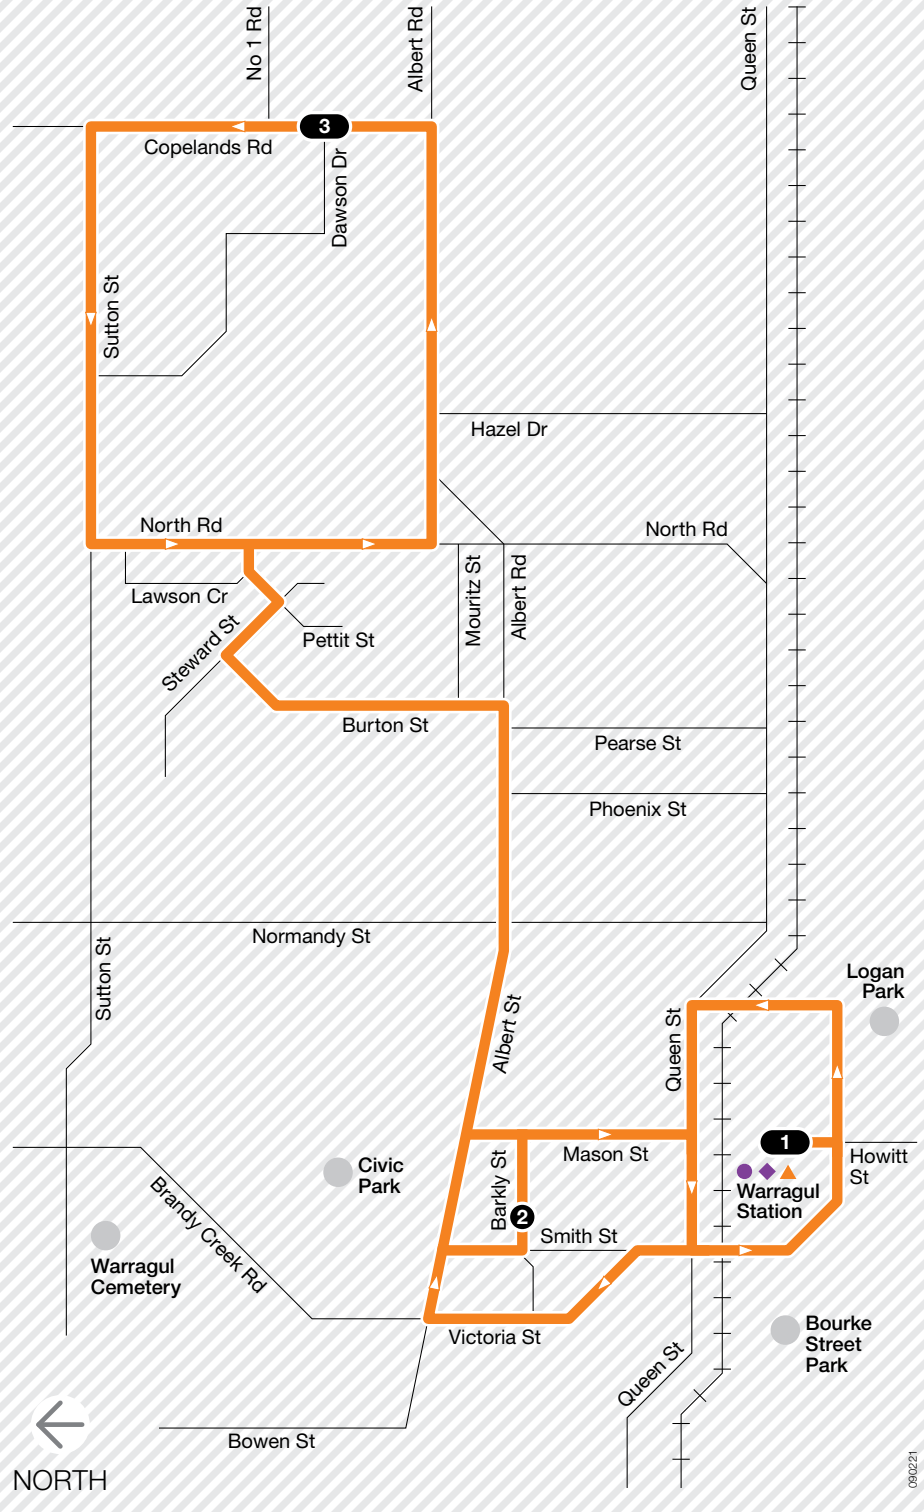 No 1 Rd
Albert Rd
Queen St
3
Copelands Rd
Dawson Dr
Sutton St
Hazel Dr
North Rd
North Rd
Lawson Cr
Mouritz St
Albert Rd
Steward St
Pettit St
Burton St
Pearse St
Phoenix St
Normandy St
Sutton St
Logan
Park
Albert St
Queen St
1
Mason St
Howitt
St
Civic
Park
Barkly St
Warragul
Station
Brandy Creek Rd
2
Smith St
Warragul
Cemetery
Victoria St
Bourke
Street
Park
Queen St
Bowen St
NORTH
090221